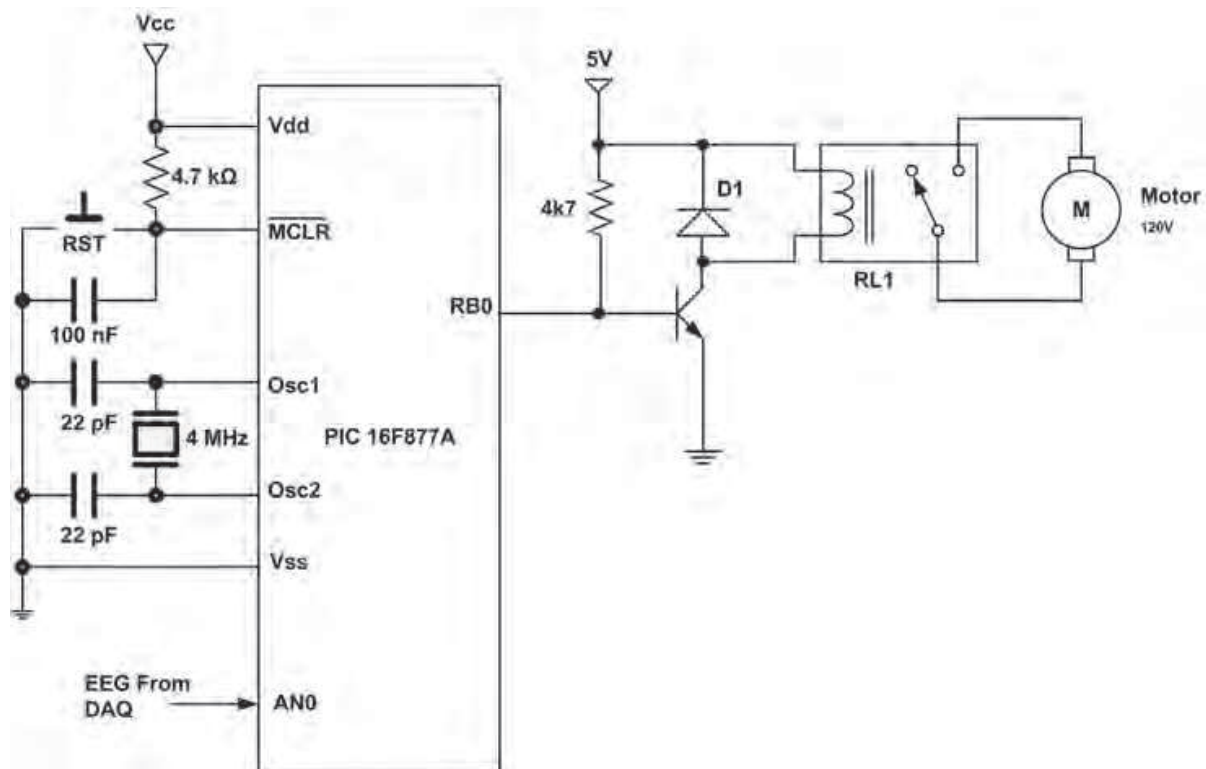 Vcc
5V
Vdd
4.7 kΩ
D1
4k7
RST
MCLR
M
Motor
120V
RL1
RB0
100 nF
Osc1
22 pF
4 MHz
PIC 16F877A
Osc2
22 pF
Vss
EEG From
DAQ
AN0